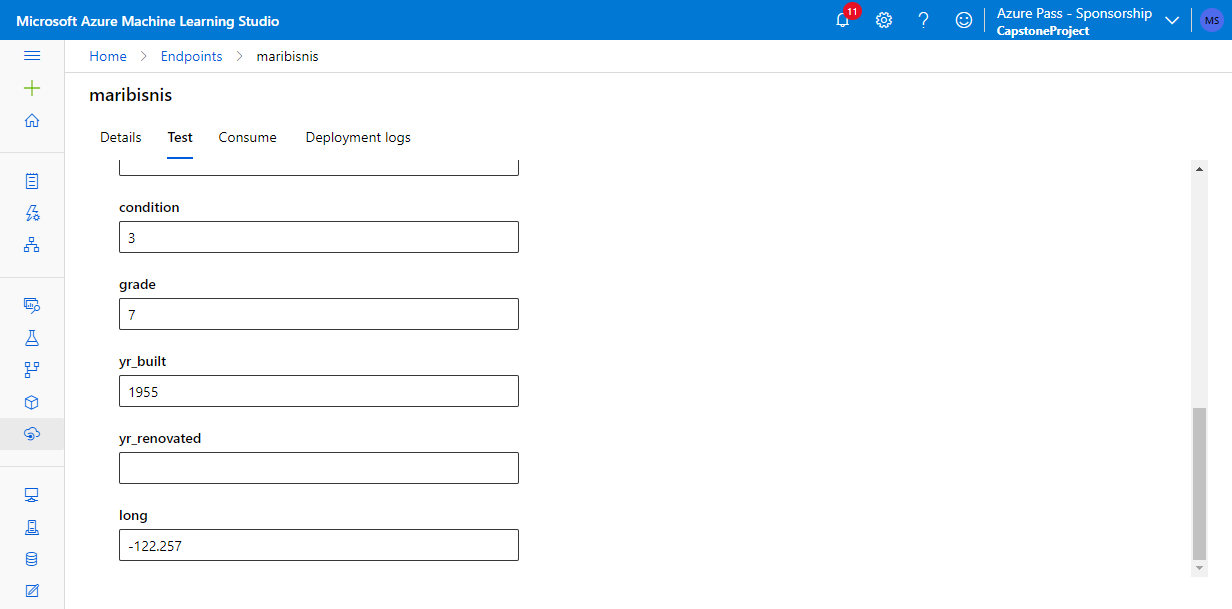 Microsoft Azure Machine Learning Studio
11
Azure Pass - Sponsorship
CapstoneProject
MS
Home
Endpoints
maribisnis
maribisnis
Details
Test
Consume
Deployment logs
condition
3
grade
7
yr_built
1955
yr_renovated
long
-122.257